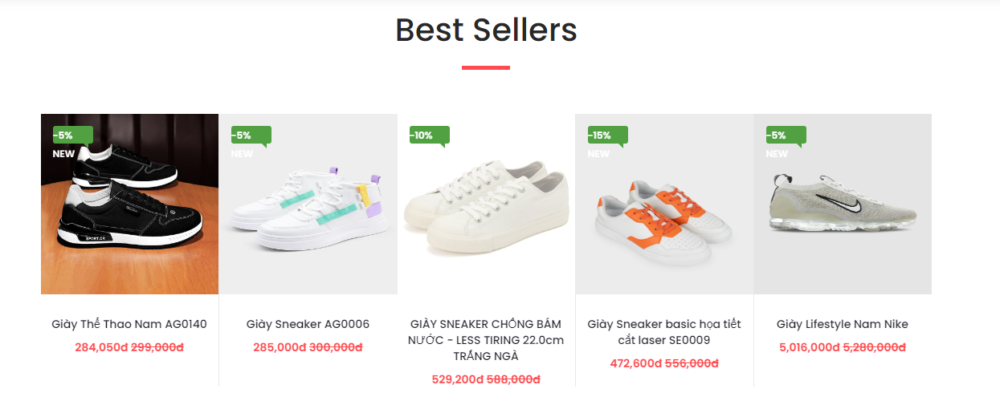 Best Sellers
-5%
NEW
SPORT.GR
Giày Thể Thao Nam AG0140
284,050đ 299,000đ
-5%
NEW
Giày Sneaker AG0006
285,000đ 300,000đ
-10%
GIÀY SNEAKER CHỐNG BÁM
NƯỚC - LESS TIRING 22.0cm
TRẮNG NGÀ
529,200đ 588,000đ
-15%
NEW
Giày Sneaker basic họa tiết
cắt laser SE0009
472,600đ 556,000đ
-5%
NEW
Giày Lifestyle Nam Nike
5,016,000đ 5,280,000đ